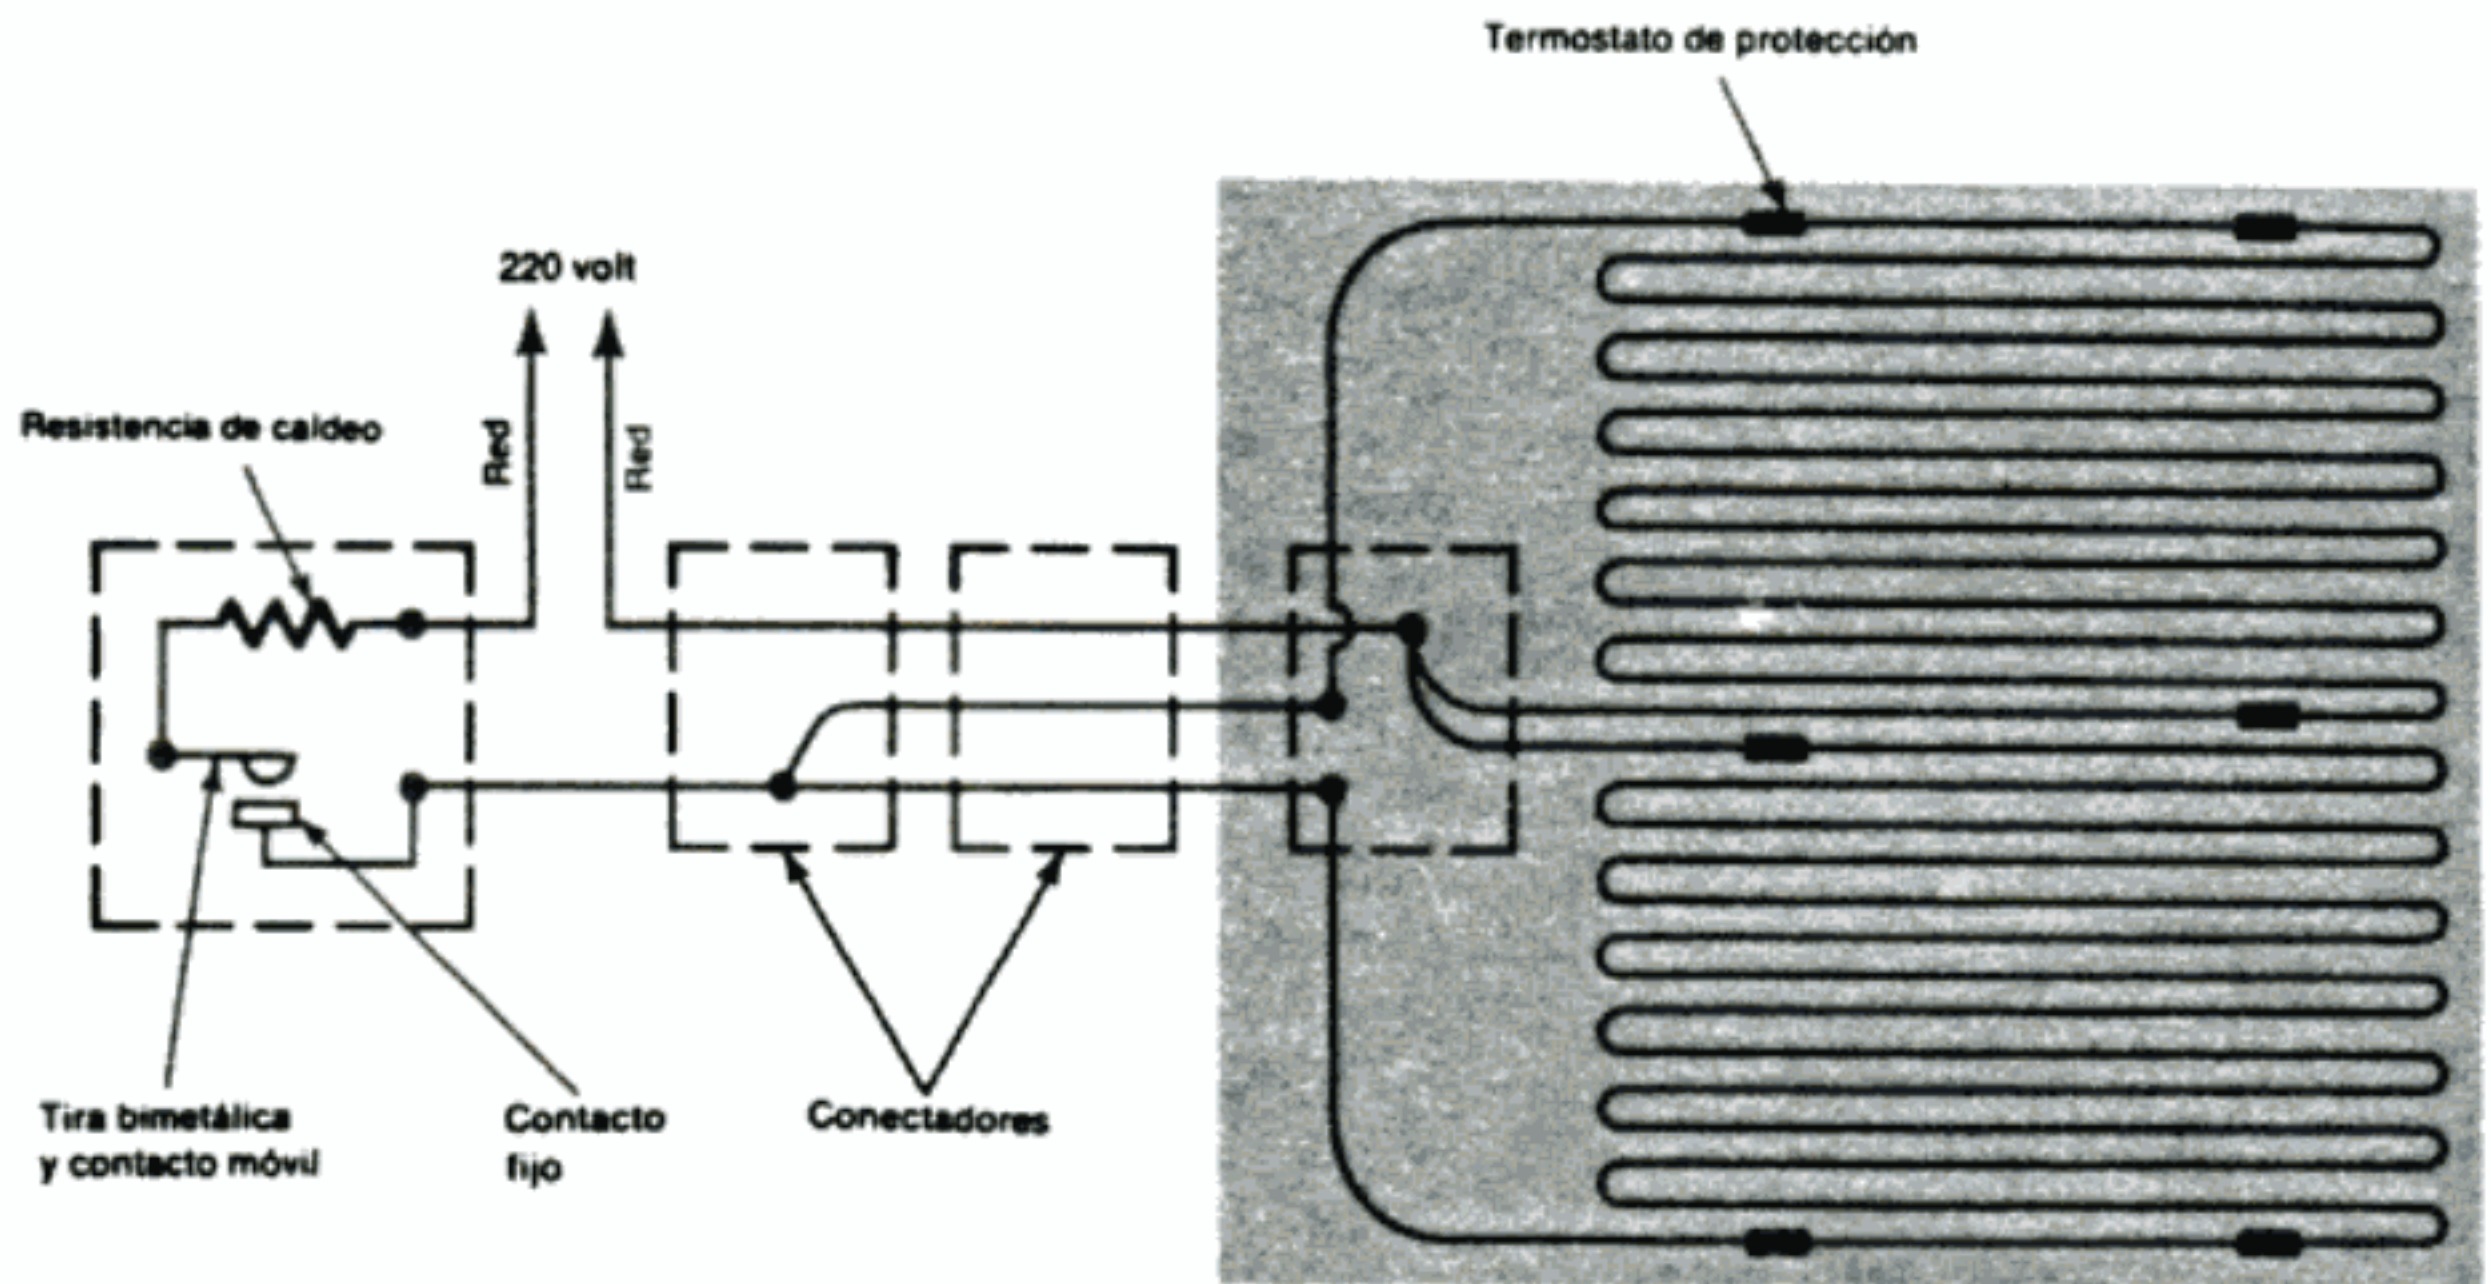 Termostato de protección
220 volt
Resistencia de caldeo
Red
Red
Tira bimetálica
y contacto móvil
Contacto
fijo
Conectadores